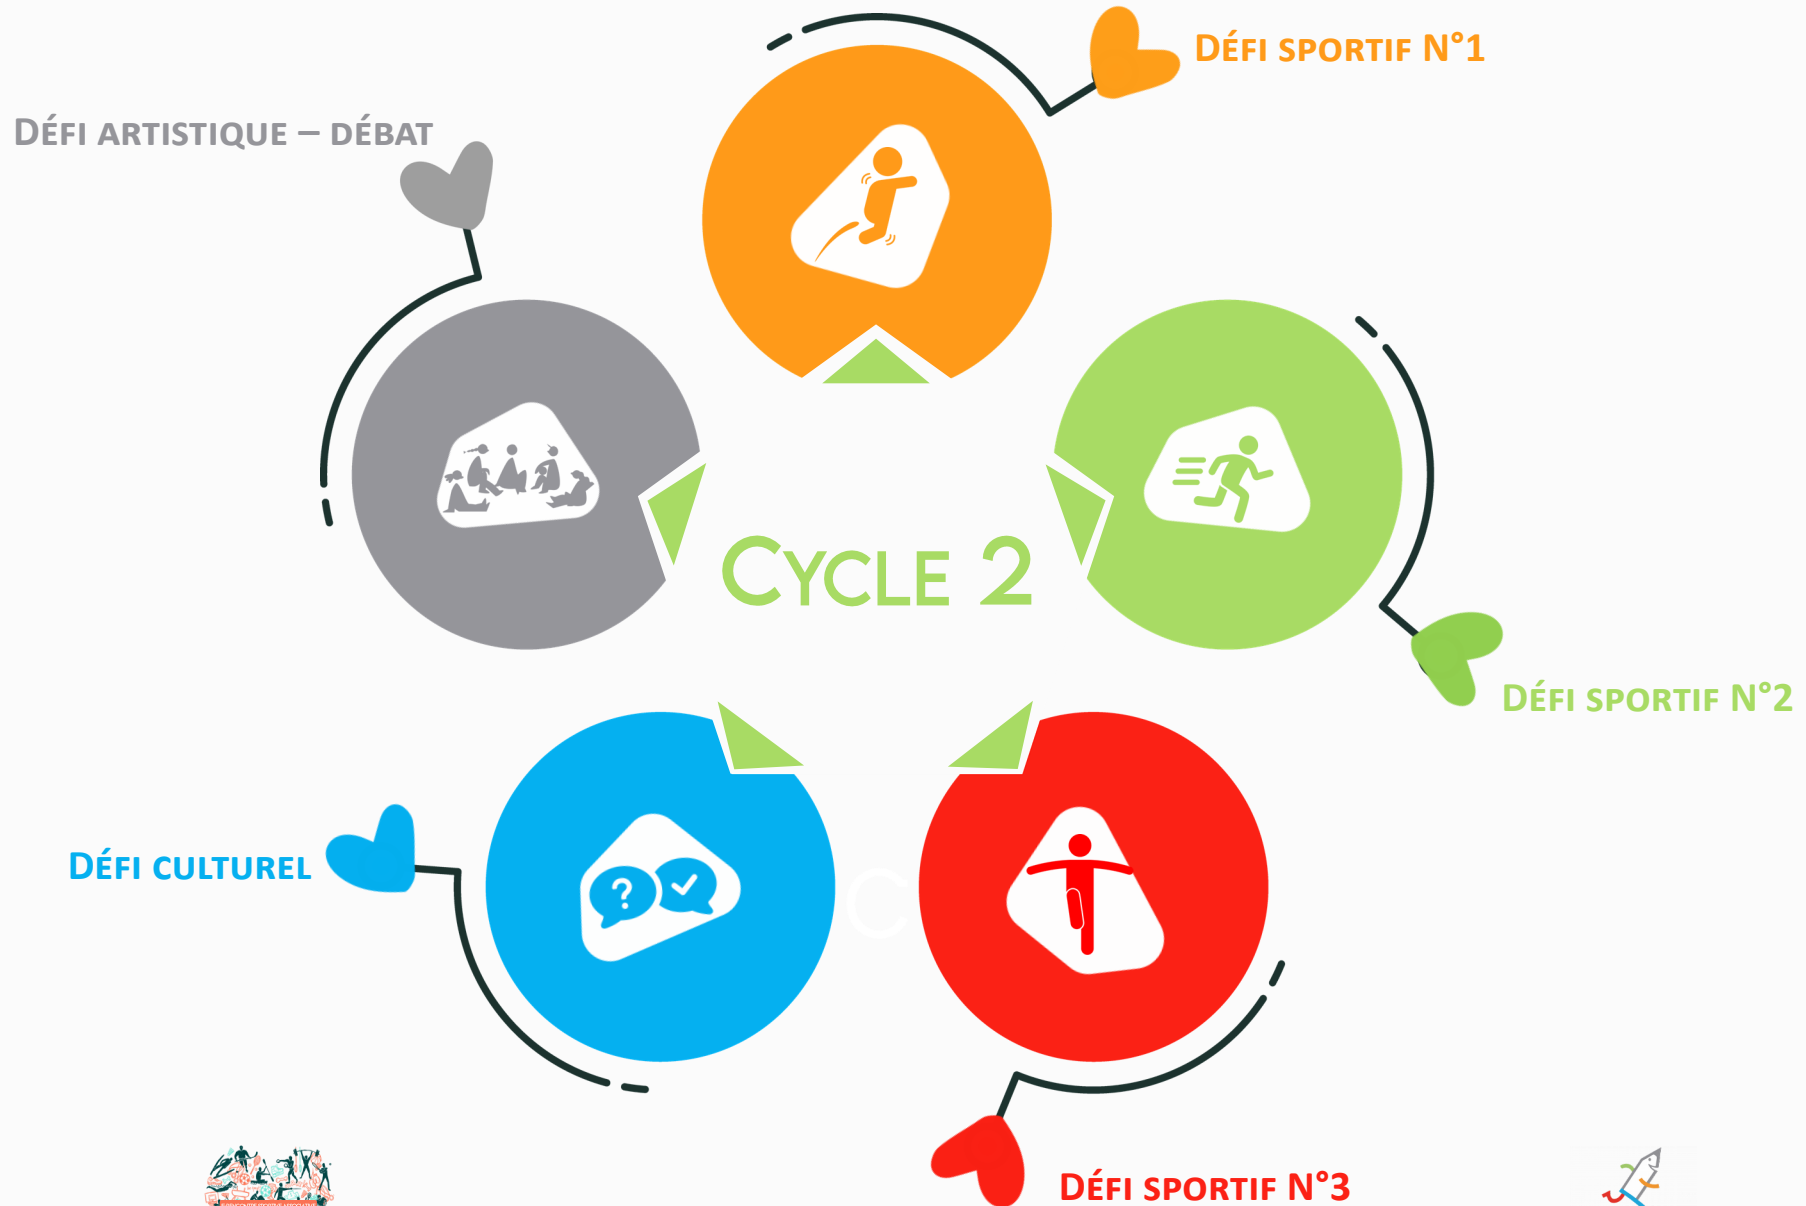 Défi sportif N°1
Défi artistique – débat
Cycle 2
Défi sportif N°2
Défi culturel
?
C
Défi sportif N°3